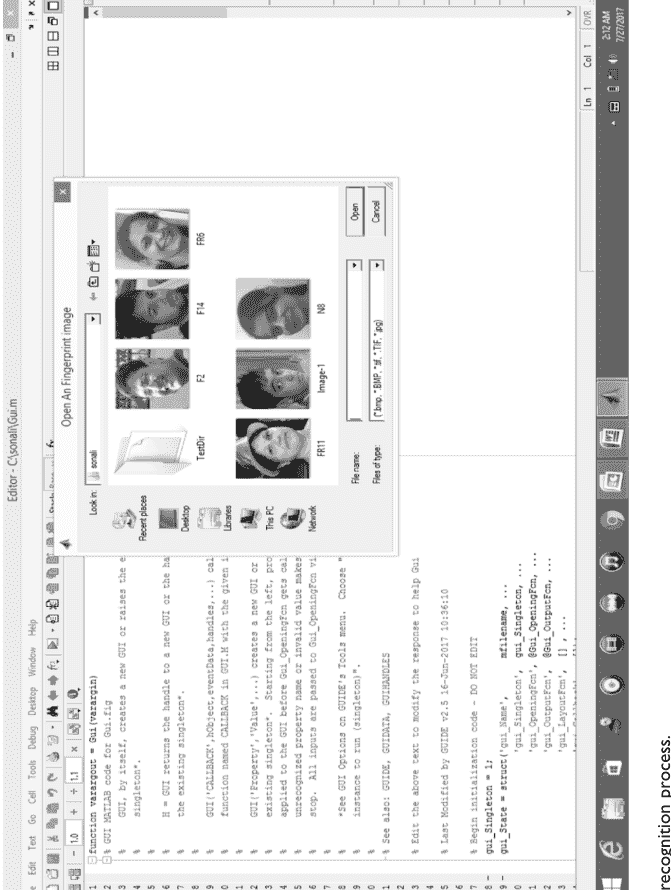 Editor - C:\sonali\Gui.m
Edit Text Go Cell Tools Debug Desktop Window Help
- 1.0 + ÷ 1.1 ×
function varargout = Gui(varargin)
% GUI MATLAB code for Gui.fig
% GUI, by itself, creates a new GUI or raises the e
% singleton*.
%
% H = GUI returns the handle to a new GUI or the ha
% the existing singleton*.
%
% GUI('CALLBACK',hObject,eventData,handles,...) cal
% function named CALLBACK in GUI.M with the given i
%
% GUI('Property','Value',...) creates a new GUI or
% existing singleton*. Starting from the left, pro
% applied to the GUI before Gui_OpeningFcn gets cal
% unrecognized property name or invalid value makes
% stop. All inputs are passed to Gui_OpeningFcn vi
%
% *See GUI Options on GUIDE's Tools menu. Choose "
% instance to run (singleton)".
%
% See also: GUIDE, GUIDATA, GUIHANDLES
% Edit the above text to modify the response to help Gui
% Last Modified by GUIDE v2.5 16-Jun-2017 10:36:10
% Begin initialization code - DO NOT EDIT
gui_Singleton = 1;
gui_State = struct('gui_Name', mfilename, ...
'gui_Singleton', gui_Singleton, ...
'gui_OpeningFcn', @Gui_OpeningFcn, ...
'gui_OutputFcn', @Gui_OutputFcn, ...
'gui_LayoutFcn', [] , ...
Open An Fingerprint image
Look in: sonali
Recent places
Desktop
Libraries
This PC
Network
TestDir F2 F14 FR6
FR11 Image-1 N8
File name:
Open
Files of type: (*.bmp, *.BMP, *.tif, *.TIF, *.jpg)
Cancel
Ln 1 Col 1 OVR
2:12 AM
7/27/2017
recognition process.